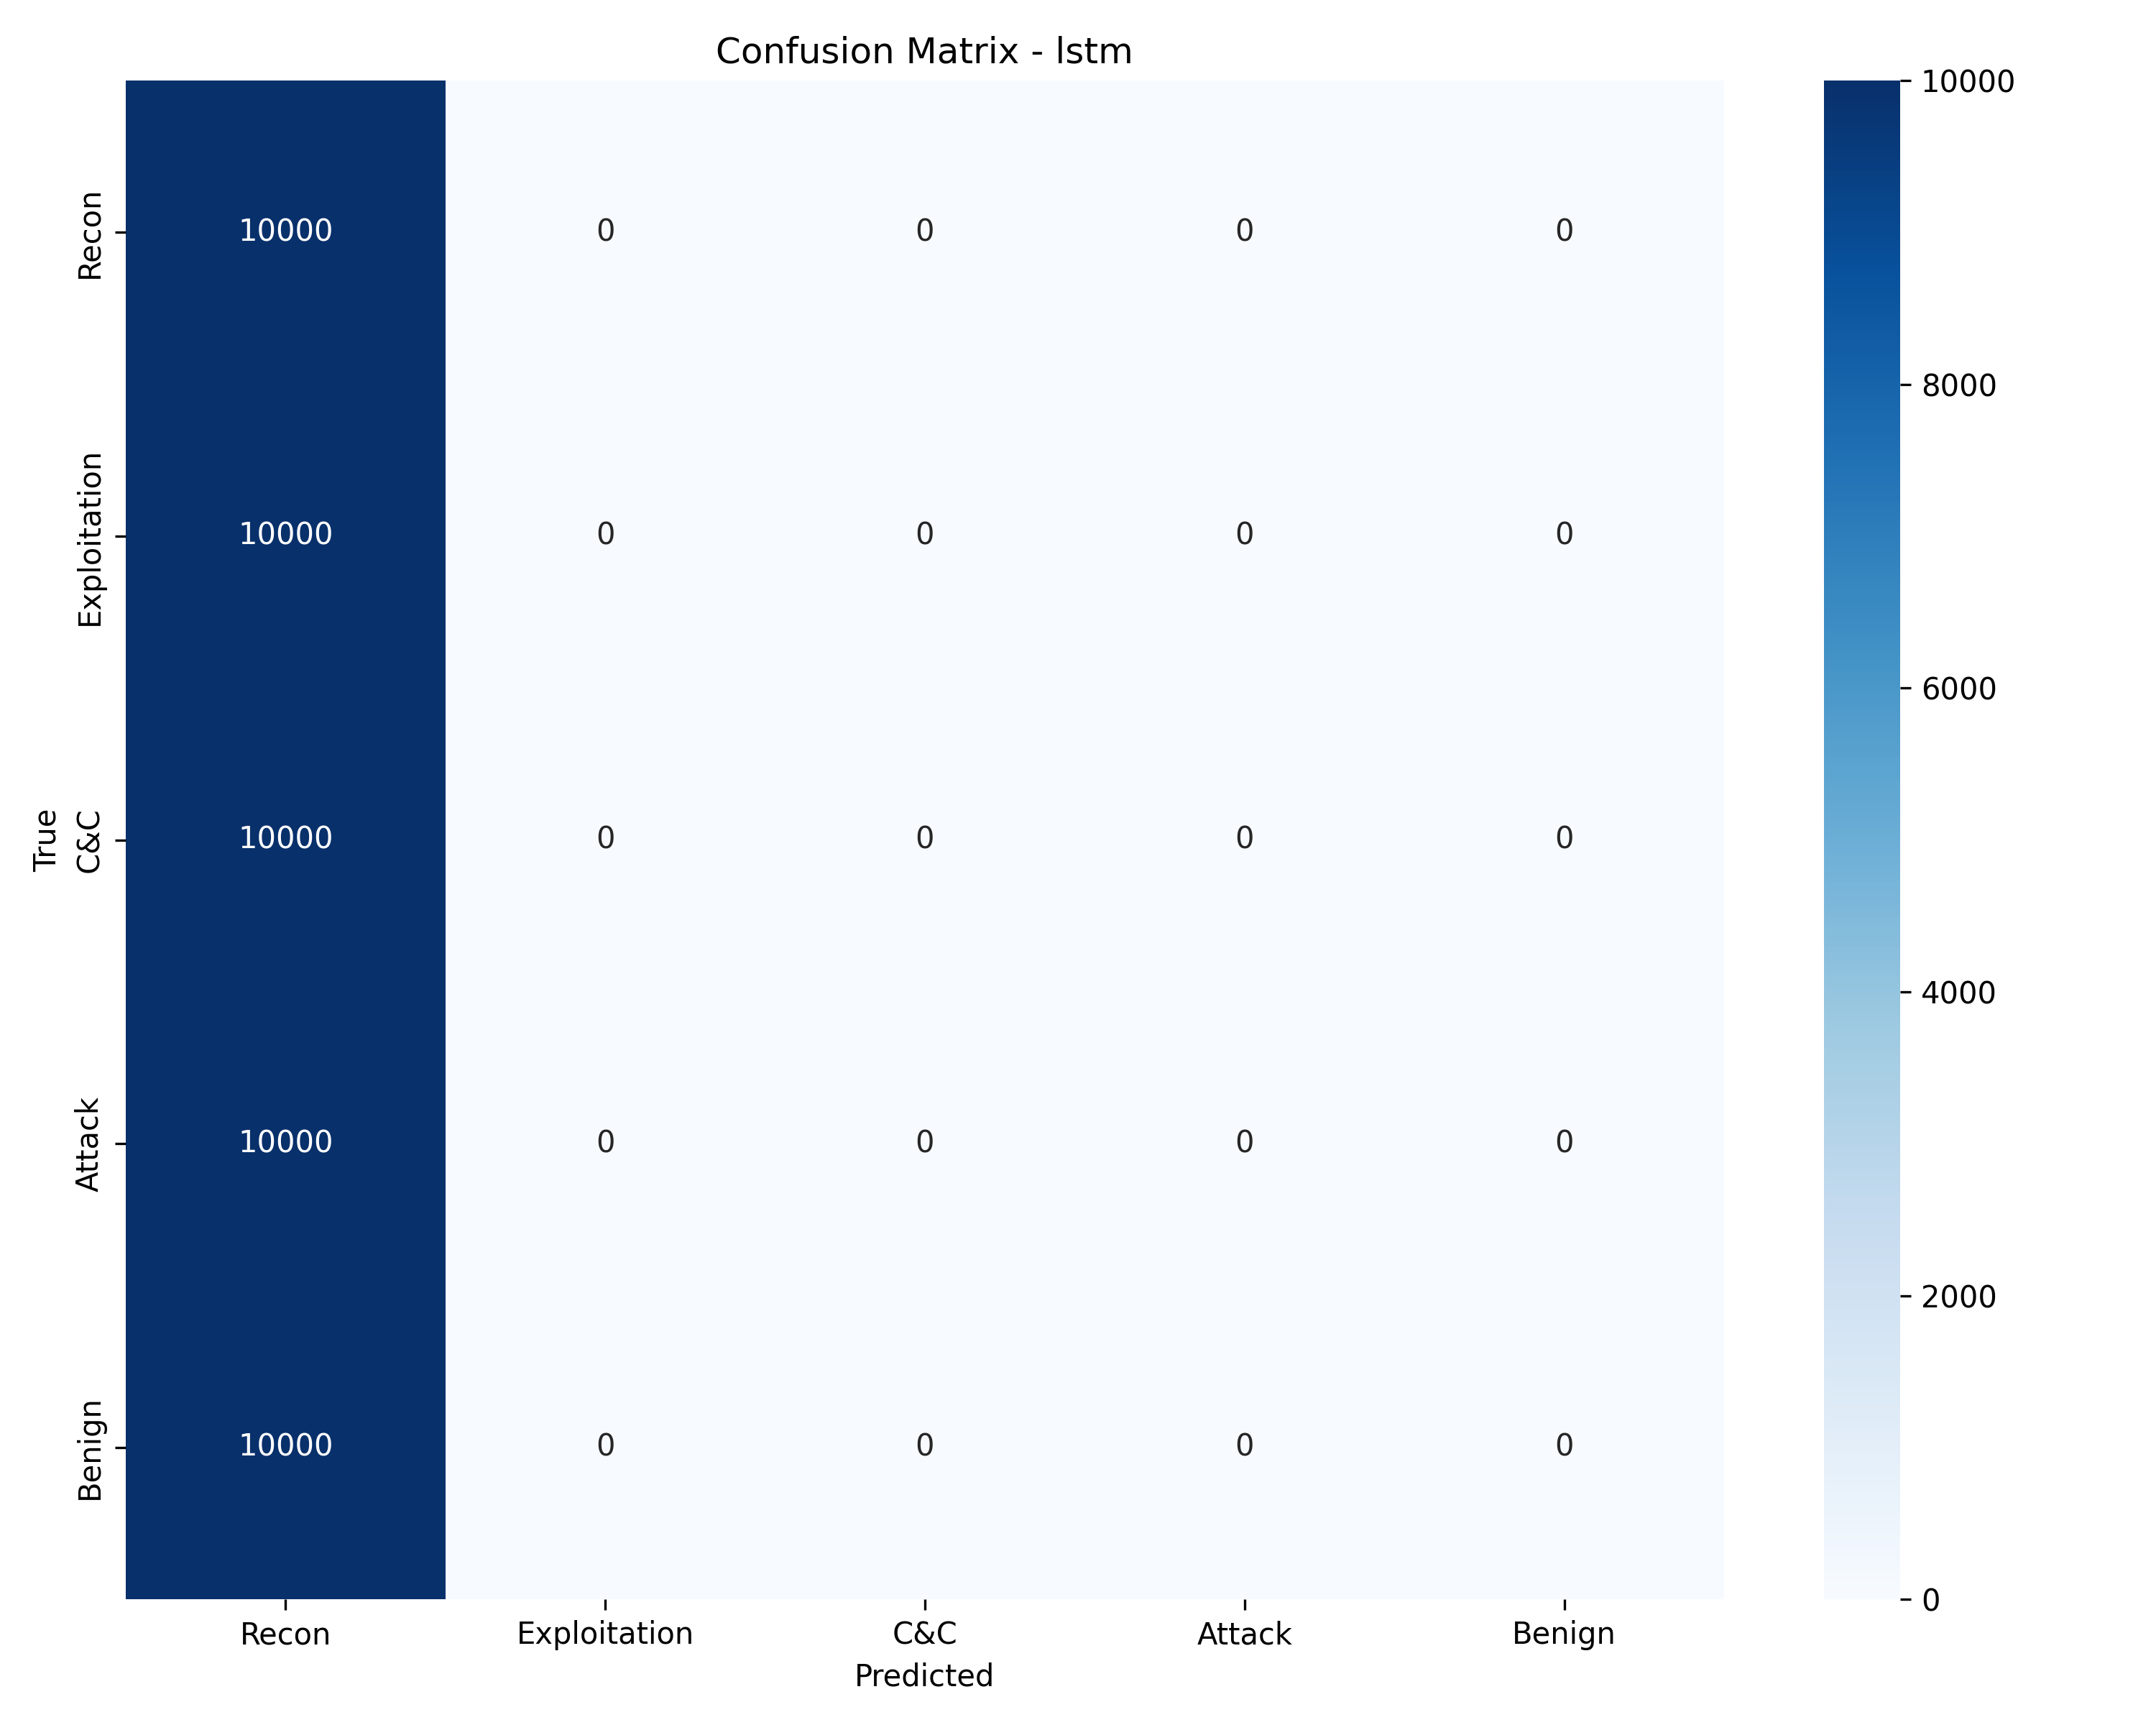 Confusion Matrix - lstm
True
Recon
Exploitation
C&C
Attack
Benign
10000 0 0 0 0
10000 0 0 0 0
10000 0 0 0 0
10000 0 0 0 0
10000 0 0 0 0
Recon Exploitation C&C Attack Benign
Predicted
10000
8000
6000
4000
2000
0